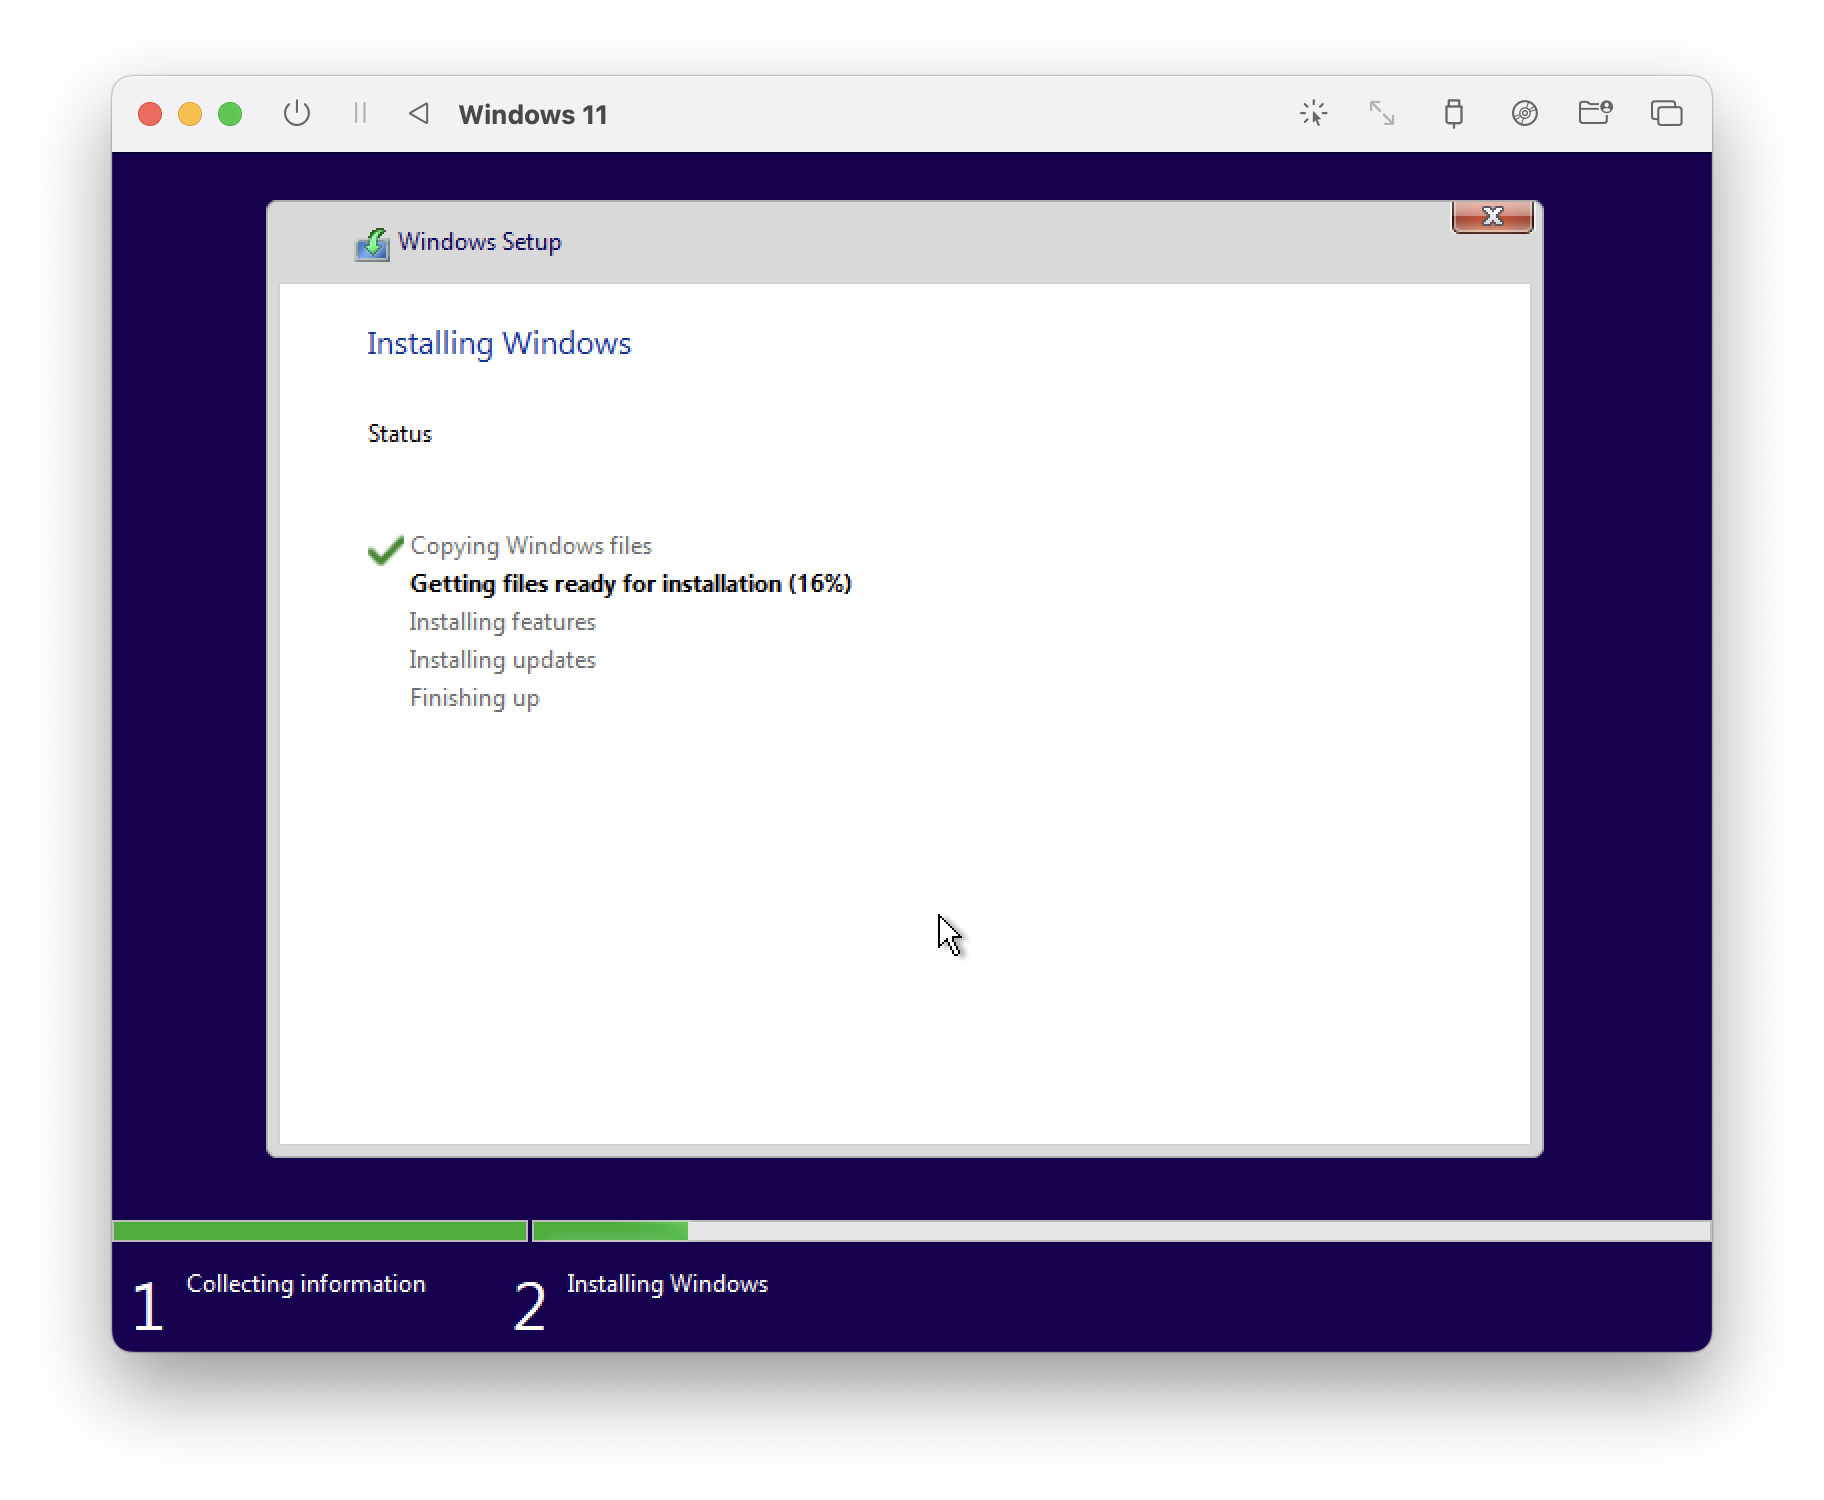 Windows 11
Windows Setup
Installing Windows
Status
Copying Windows files
Getting files ready for installation (16%)
Installing features
Installing updates
Finishing up
1 Collecting information
2 Installing Windows